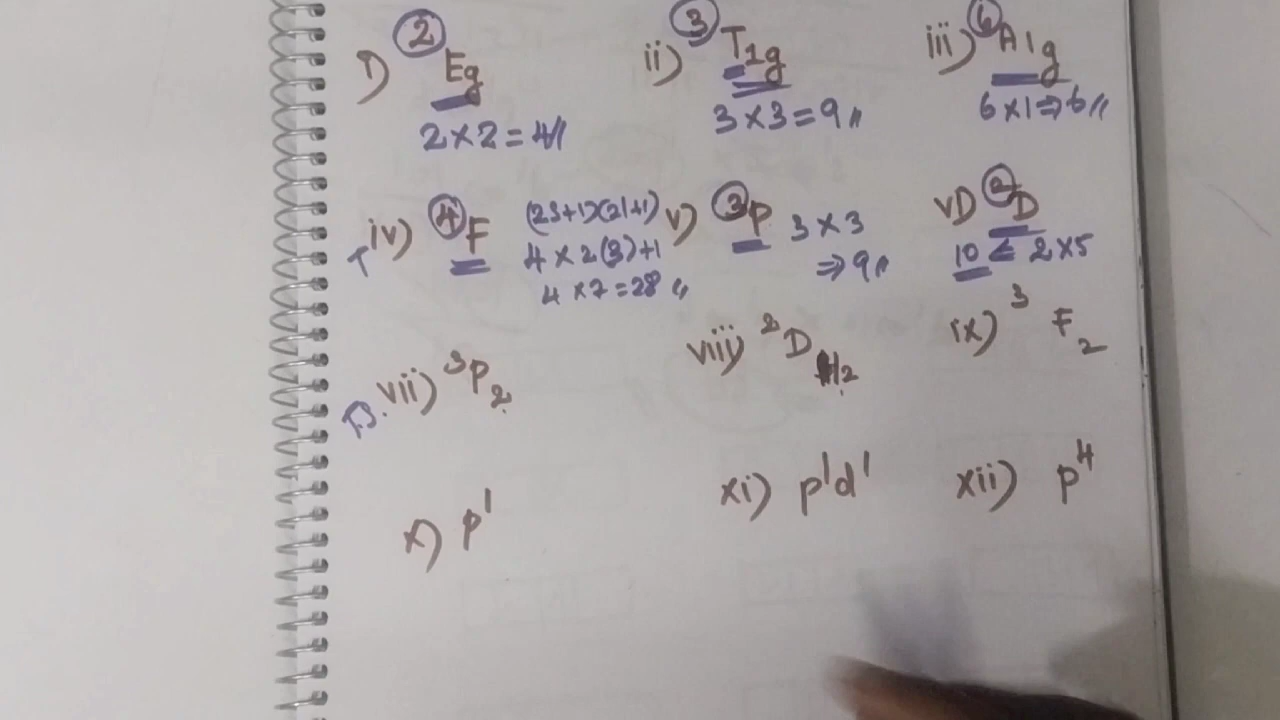 i) ②Eg
2×2=4//
ii) ③T1g
3×3=9//
iii) ⑥A1g
6×1⇒6//
iv) ④F (2S+1)(2l+1)
4×2(3)+1
4×7=28//
v) ③P 3×3
⇒9//
vi) ②D
10 ⇐ 2×5
T.S. vii) ³P₂
viii) ²D /2
ix) ³F₂
x) p¹
xi) p¹d¹
xii) p⁴